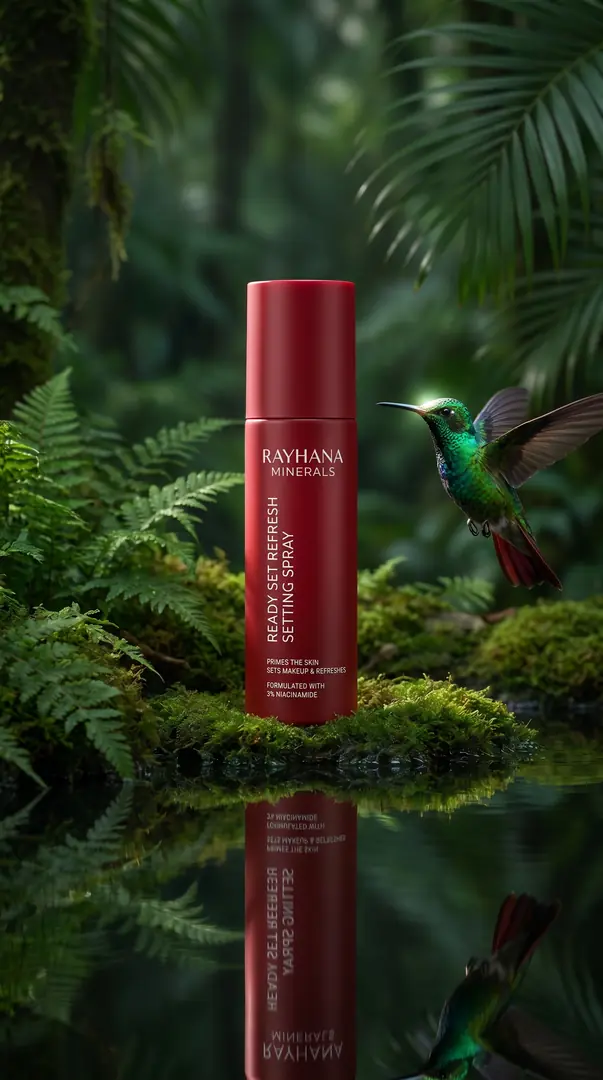 RAYHANA
MINERALS
READY SET REFRESH
SETTING SPRAY
PRIMES THE SKIN
SETS MAKEUP & REFRESHES
FORMULATED WITH
3% NIACINAMIDE